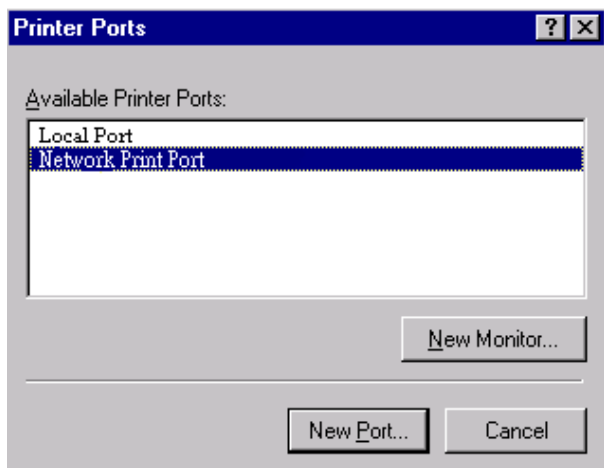 Printer Ports
Available Printer Ports:
Local Port
Network Print Port
New Monitor...
New Port...
Cancel